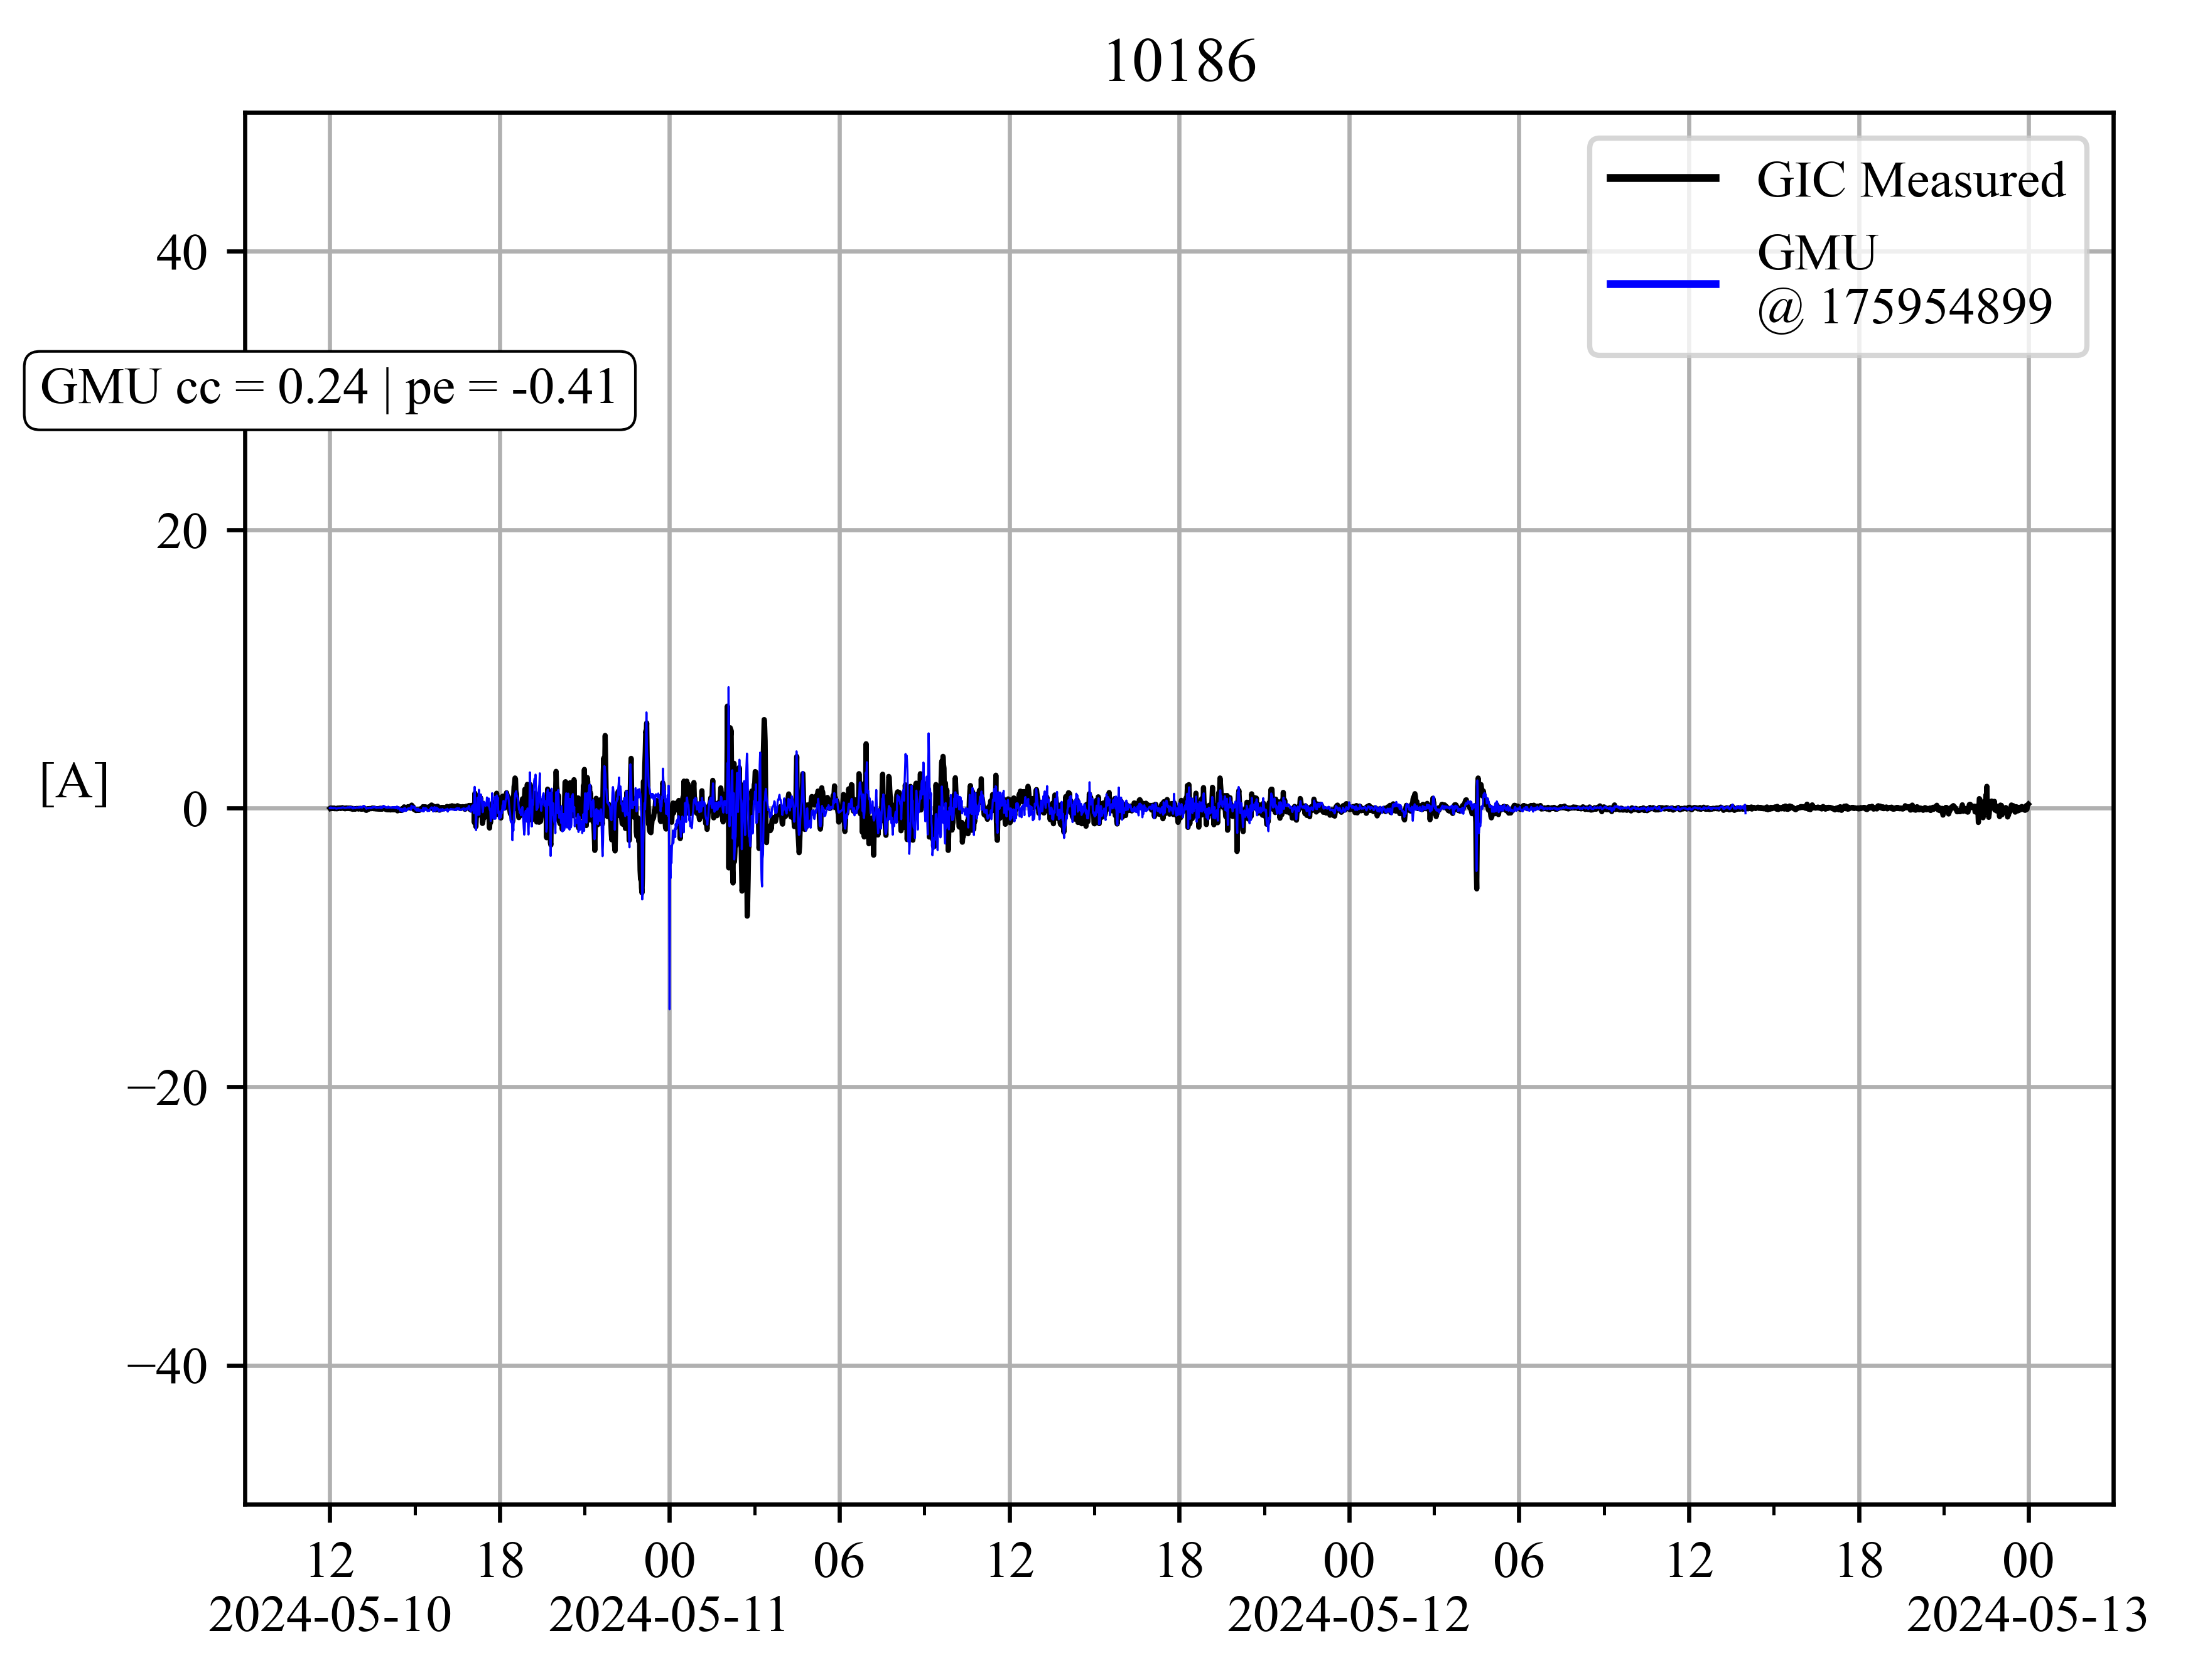 10186
GIC Measured
GMU
@ 175954899
40
GMU cc = 0.24 | pe = -0.41
20
[A]
0
−20
−40
12 18 00 06 12 18 00 06 12 18 00
2024-05-10 2024-05-11 2024-05-12 2024-05-13